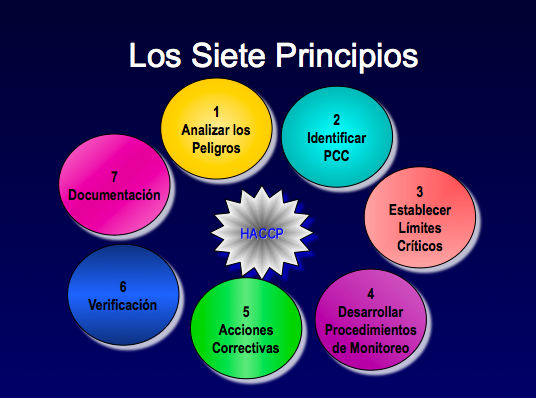 Los Siete Principios
1
Analizar los
Peligros
2
Identificar
PCC
3
Establecer
Límites
Críticos
4
Desarrollar
Procedimientos
de Monitoreo
5
Acciones
Correctivas
6
Verificación
7
Documentación
HACCP